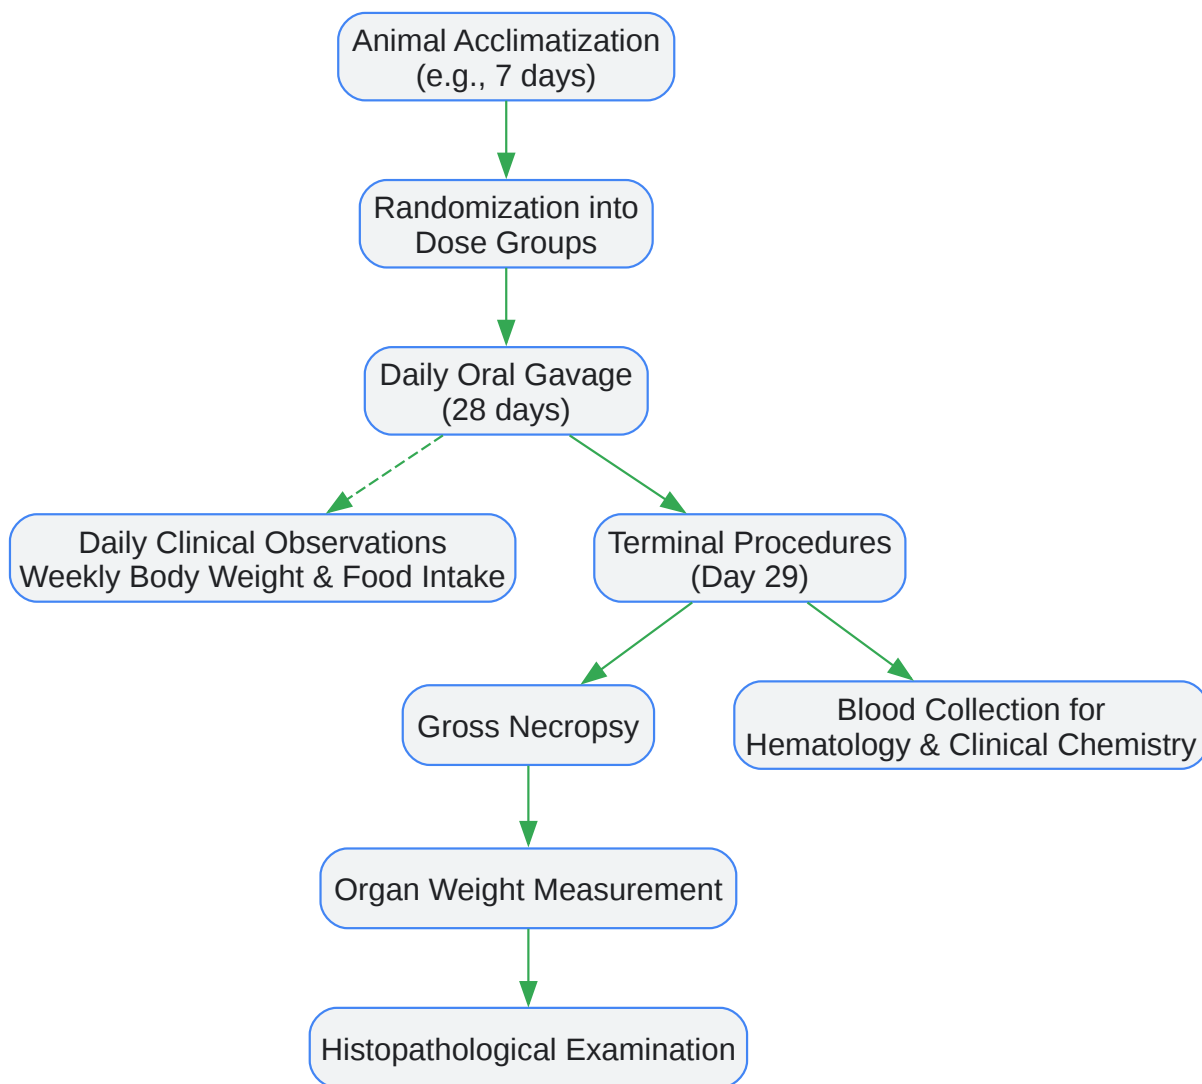 Animal Acclimatization
(e.g., 7 days)
Randomization into
Dose Groups
Daily Oral Gavage
(28 days)
Daily Clinical Observations
Weekly Body Weight & Food Intake
Terminal Procedures
(Day 29)
Gross Necropsy
Blood Collection for
Hematology & Clinical Chemistry
Organ Weight Measurement
Histopathological Examination